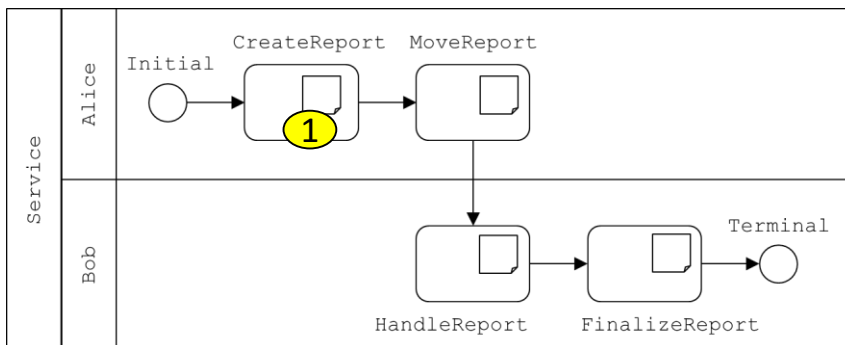 Service
Alice
Initial
CreateReport
MoveReport
1
Bob
HandleReport
FinalizeReport
Terminal